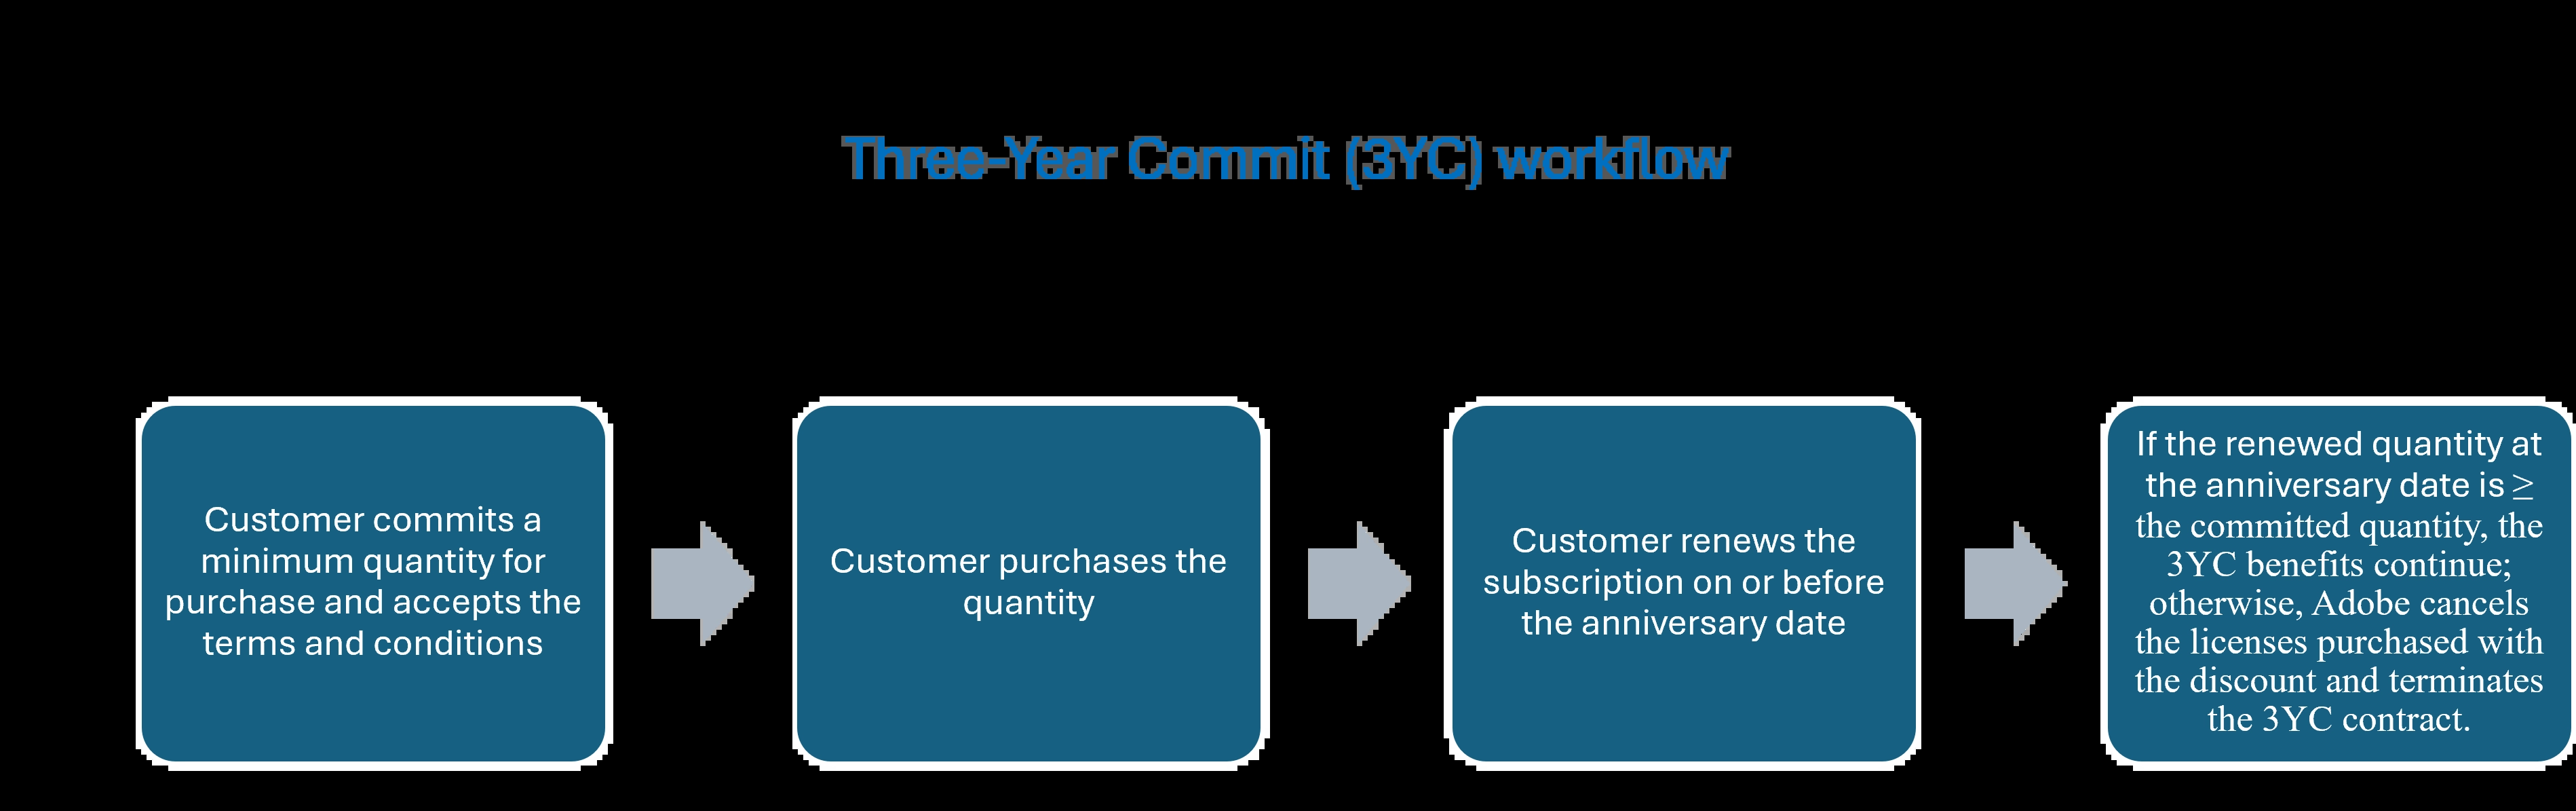 Three-Year Commit (3YC) workflow
Customer commits a
minimum quantity for
purchase and accepts the
terms and conditions
Customer purchases the
quantity
Customer renews the
subscription on or before
the anniversary date
If the renewed quantity at
the anniversary date is ≥
the committed quantity, the
3YC benefits continue;
otherwise, Adobe cancels
the licenses purchased with
the discount and terminates
the 3YC contract.